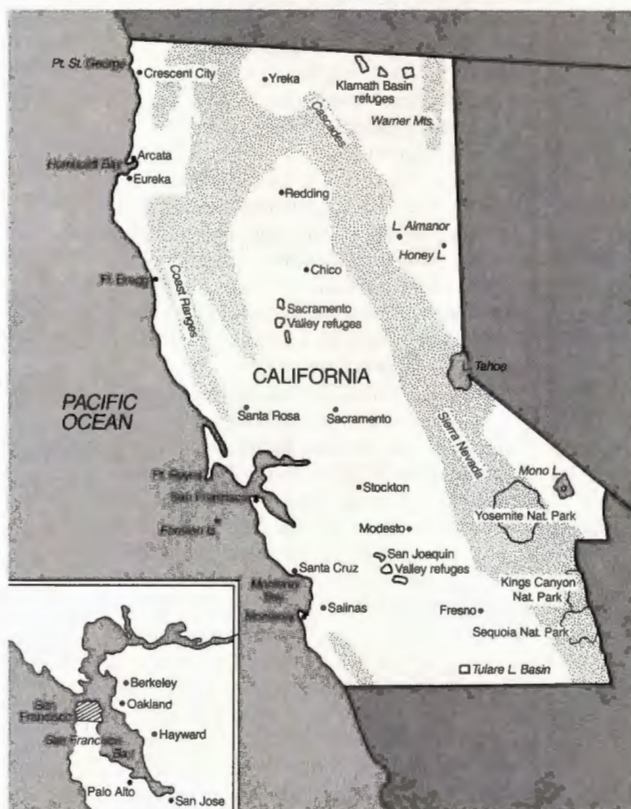 Pt. St. George
Crescent City
Yreka
Klamath Basin
refuges
Cascades
Warner Mts.
Arcata
Humboldt Bay
Eureka
Redding
L. Almanor
Honey L.
Ft. Bragg
Coast Ranges
Chico
Sacramento
Valley refuges
CALIFORNIA
L. Tahoe
PACIFIC
OCEAN
Santa Rosa
Sacramento
Sierra Nevada
Mono L.
Pt. Reyes
San Francisco
Stockton
Yosemite Nat. Park
Farallon Is.
Modesto
San Joaquin
Valley refuges
Santa Cruz
Monterey
Bay
Kings Canyon
Nat. Park
Monterey
Salinas
Fresno
Sequoia Nat. Park
Tulare L. Basin
Berkeley
Oakland
San
Francisco
Hayward
San Francisco
Bay
Palo Alto
San Jose